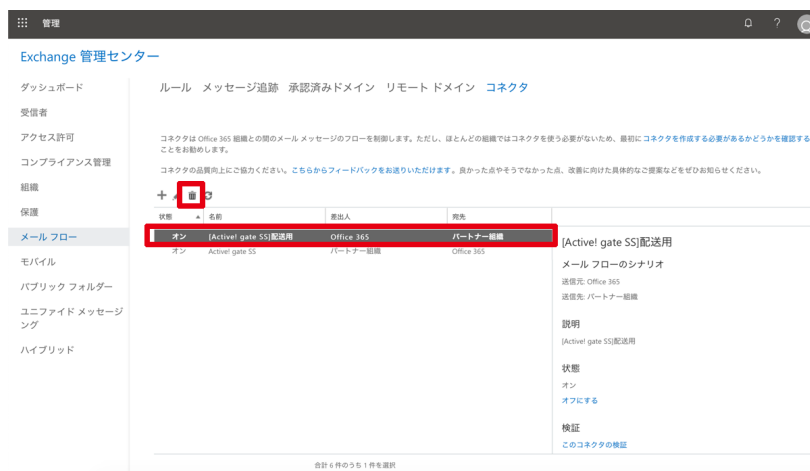 管理
?
Exchange 管理センター
ダッシュボード
受信者
アクセス許可
コンプライアンス管理
組織
保護
メール フロー
モバイル
パブリック フォルダー
ユニファイド メッセージ
ング
ハイブリッド
ルール メッセージ追跡 承認済みドメイン リモート ドメイン コネクタ
コネクタは Office 365 組織との間のメール メッセージのフローを制御します。ただし、ほとんどの組織ではコネクタを使う必要がないため、最初に コネクタを作成する必要があるかどうかを確認する
ことをお勧めします。
コネクタの品質向上にご協力ください。こちらからフィードバックをお送りいただけます。良かった点やそうでなかった点、改善に向けた具体的なご提案などをぜひお知らせください。
状態 名前 差出人 宛先
オン [Active! gate SS]配送用 Office 365 パートナー組織
オン Active! gate SS パートナー組織 Office 365
[Active! gate SS]配送用
メール フローのシナリオ
送信元: Office 365
送信先: パートナー組織
説明
[Active! gate SS]配送用
状態
オン
オフにする
検証
このコネクタの検証
合計 6 件のうち 1 件を選択